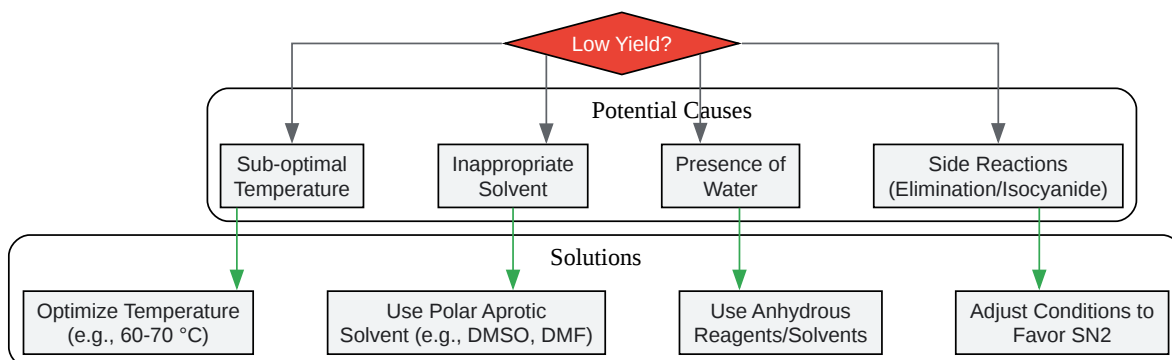 Low Yield?
Potential Causes
Sub-optimal
Temperature
Inappropriate
Solvent
Presence of
Water
Side Reactions
(Elimination/Isocyanide)
Solutions
Optimize Temperature
(e.g., 60-70 °C)
Use Polar Aprotic
Solvent (e.g., DMSO, DMF)
Use Anhydrous
Reagents/Solvents
Adjust Conditions to
Favor SN2